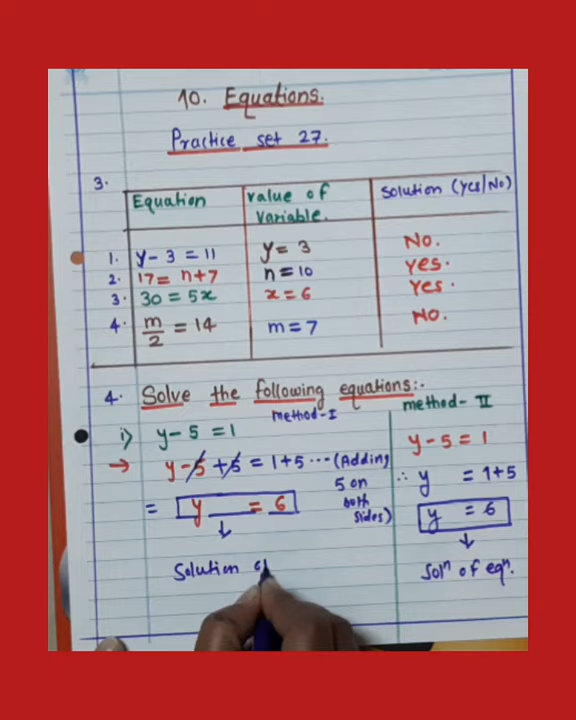 10. Equations.
Practice set 27.
3.
Equation value of variable. Solution (yes/No)
1. y - 3 = 11 y = 3 No.
2. 17 = n+7 n = 10 yes.
3. 30 = 5x x = 6 yes.
4. m/2 = 14 m = 7 No.
4. Solve the following equations:-
method-I
i) y - 5 = 1
→ y - 5 + 5 = 1+5 ... (Adding 5 on both sides)
= y = 6
↓
Solution of
method-II
y - 5 = 1
∴ y = 1+5
y = 6
↓
Solⁿ of eqⁿ.